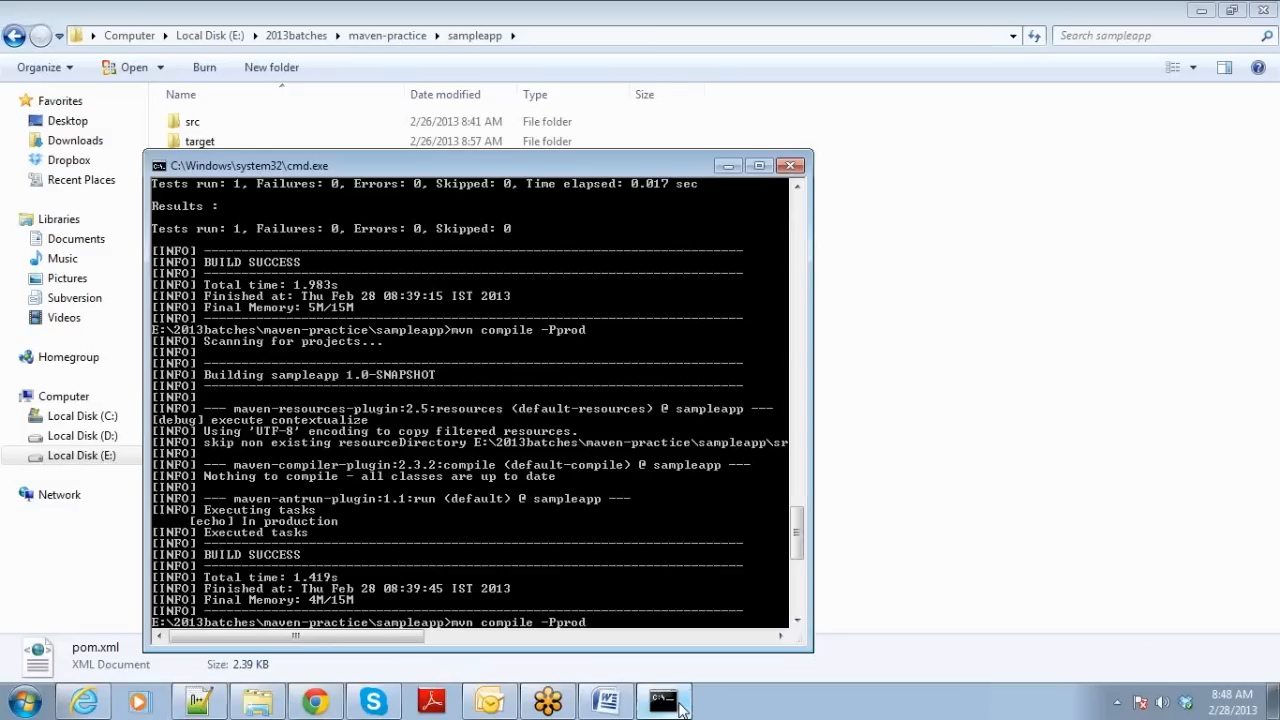 Computer
Local Disk (E:)
2013batches
maven-practice
sampleapp
Search sampleapp
Organize
Open
Burn
New folder
Name
Date modified
Type
Size
Favorites
Desktop
Downloads
Dropbox
Recent Places
Libraries
Documents
Music
Pictures
Subversion
Videos
Homegroup
Computer
Local Disk (C:)
Local Disk (D:)
Local Disk (E:)
Network
src 2/26/2013 8:41 AM File folder
target 2/26/2013 8:57 AM File folder
C:\Windows\system32\cmd.exe
Tests run: 1, Failures: 0, Errors: 0, Skipped: 0, Time elapsed: 0.017 sec
Results :
Tests run: 1, Failures: 0, Errors: 0, Skipped: 0
[INFO] ------------------------------------------------------------------------
[INFO] BUILD SUCCESS
[INFO] ------------------------------------------------------------------------
[INFO] Total time: 1.983s
[INFO] Finished at: Thu Feb 28 08:39:15 IST 2013
[INFO] Final Memory: 5M/15M
[INFO] ------------------------------------------------------------------------
E:\2013batches\maven-practice\sampleapp>mvn compile -Pprod
[INFO] Scanning for projects...
[INFO]
[INFO] ------------------------------------------------------------------------
[INFO] Building sampleapp 1.0-SNAPSHOT
[INFO] ------------------------------------------------------------------------
[INFO]
[INFO] --- maven-resources-plugin:2.5:resources (default-resources) @ sampleapp ---
[debug] execute contextualize
[INFO] Using 'UTF-8' encoding to copy filtered resources.
[INFO] skip non existing resourceDirectory E:\2013batches\maven-practice\sampleapp\sr
[INFO]
[INFO] --- maven-compiler-plugin:2.3.2:compile (default-compile) @ sampleapp ---
[INFO] Nothing to compile - all classes are up to date
[INFO]
[INFO] --- maven-antrun-plugin:1.1:run (default) @ sampleapp ---
[INFO] Executing tasks
[echo] In production
[INFO] Executed tasks
[INFO] ------------------------------------------------------------------------
[INFO] BUILD SUCCESS
[INFO] ------------------------------------------------------------------------
[INFO] Total time: 1.419s
[INFO] Finished at: Thu Feb 28 08:39:45 IST 2013
[INFO] Final Memory: 4M/15M
[INFO] ------------------------------------------------------------------------
E:\2013batches\maven-practice\sampleapp>mvn compile -Pprod
pom.xml
XML Document
Size: 2.39 KB
8:48 AM
2/28/2013